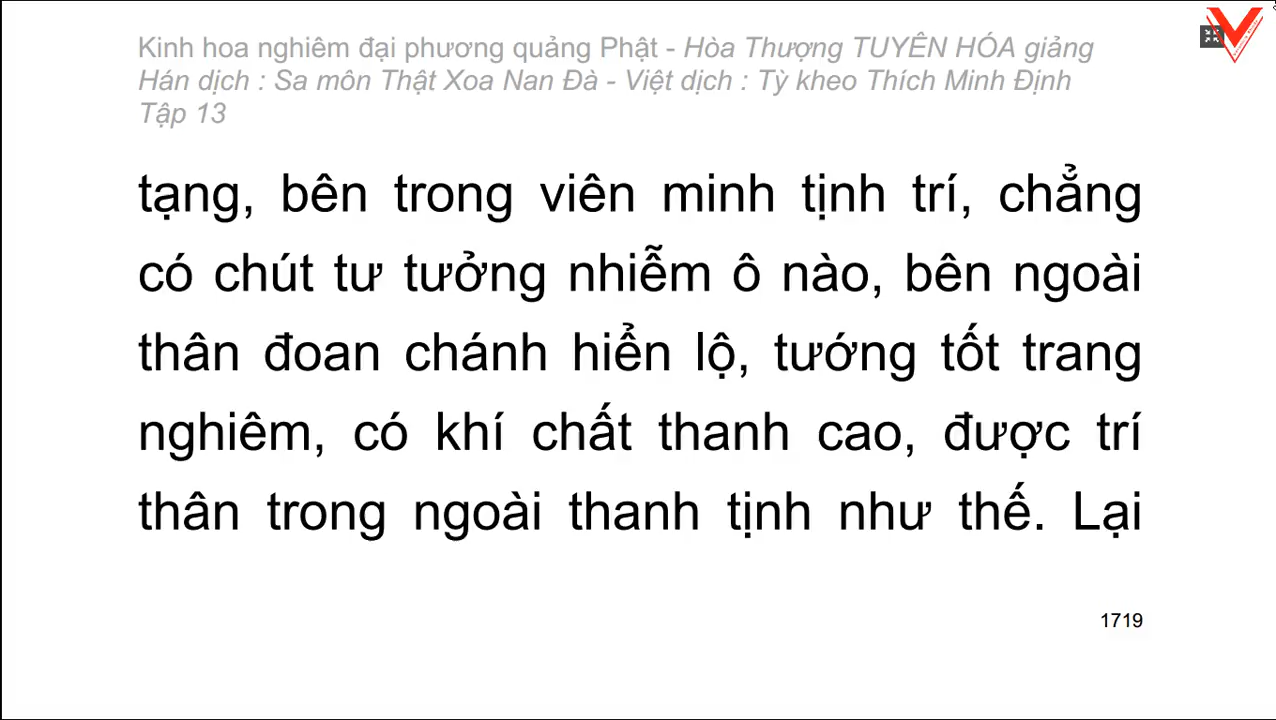 Kinh hoa nghiêm đại phương quảng Phật - Hòa Thượng TUYÊN HÓA giảng
Hán dịch : Sa môn Thật Xoa Nan Đà - Việt dịch : Tỳ kheo Thích Minh Định
Tập 13
tạng, bên trong viên minh tịnh trí, chẳng
có chút tư tưởng nhiễm ô nào, bên ngoài
thân đoan chánh hiển lộ, tướng tốt trang
nghiêm, có khí chất thanh cao, được trí
thân trong ngoài thanh tịnh như thế. Lại
1719